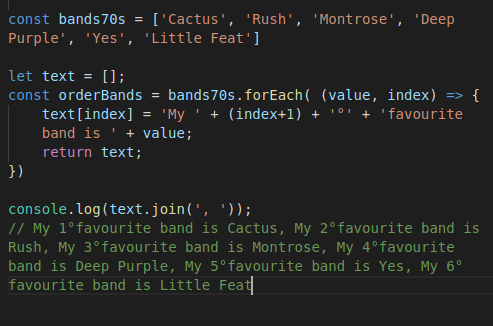 const bands70s = ['Cactus', 'Rush', 'Montrose', 'Deep
Purple', 'Yes', 'Little Feat']
let text = [];
const orderBands = bands70s.forEach( (value, index) => {
text[index] = 'My ' + (index+1) + '°' + 'favourite
band is ' + value;
return text;
})
console.log(text.join(', '));
// My 1°favourite band is Cactus, My 2°favourite band is
Rush, My 3°favourite band is Montrose, My 4°favourite
band is Deep Purple, My 5°favourite band is Yes, My 6°
favourite band is Little Feat